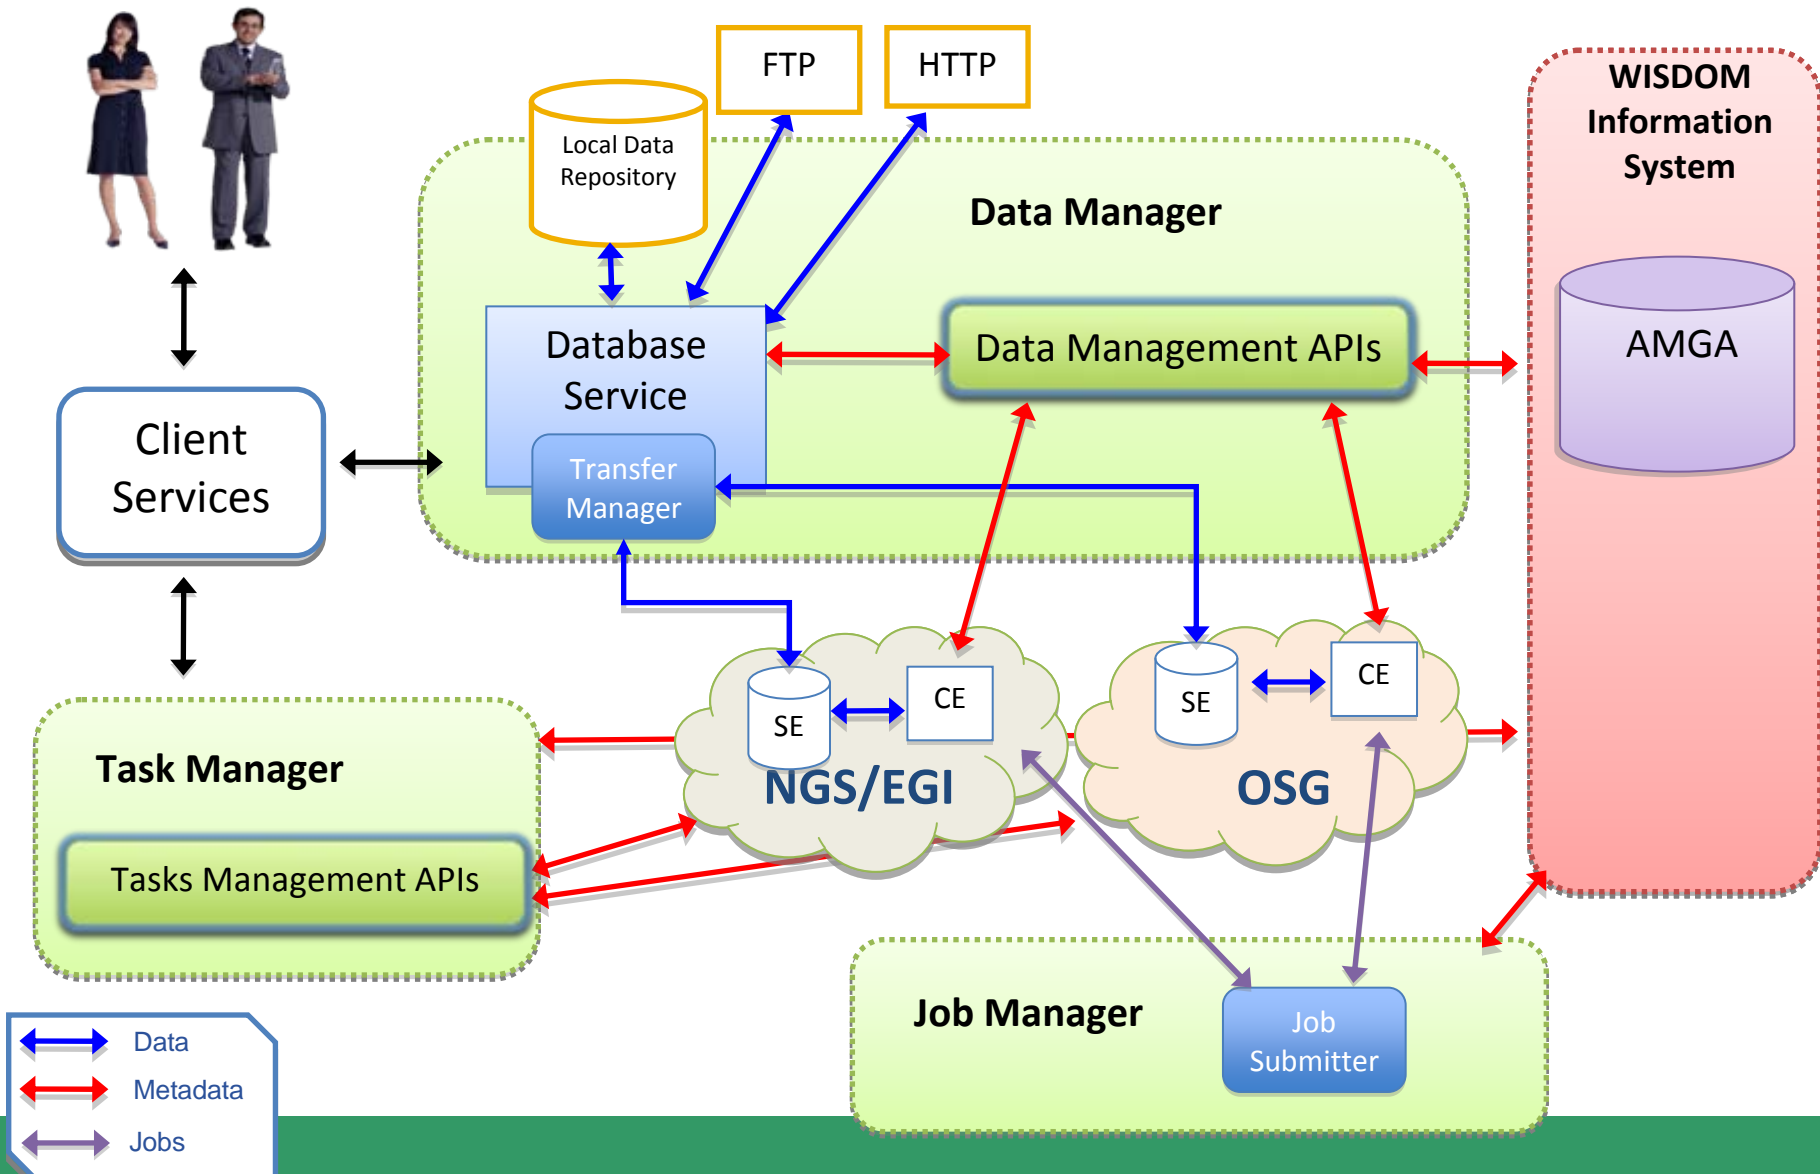 FTP
HTTP
Local Data
Repository
WISDOM
Information
System
Data Manager
Database
Service
Data Management APIs
AMGA
Client
Services
Transfer
Manager
SE
CE
NGS/EGI
SE
CE
OSG
Task Manager
Tasks Management APIs
Job Manager
Job
Submitter
Data
Metadata
Jobs